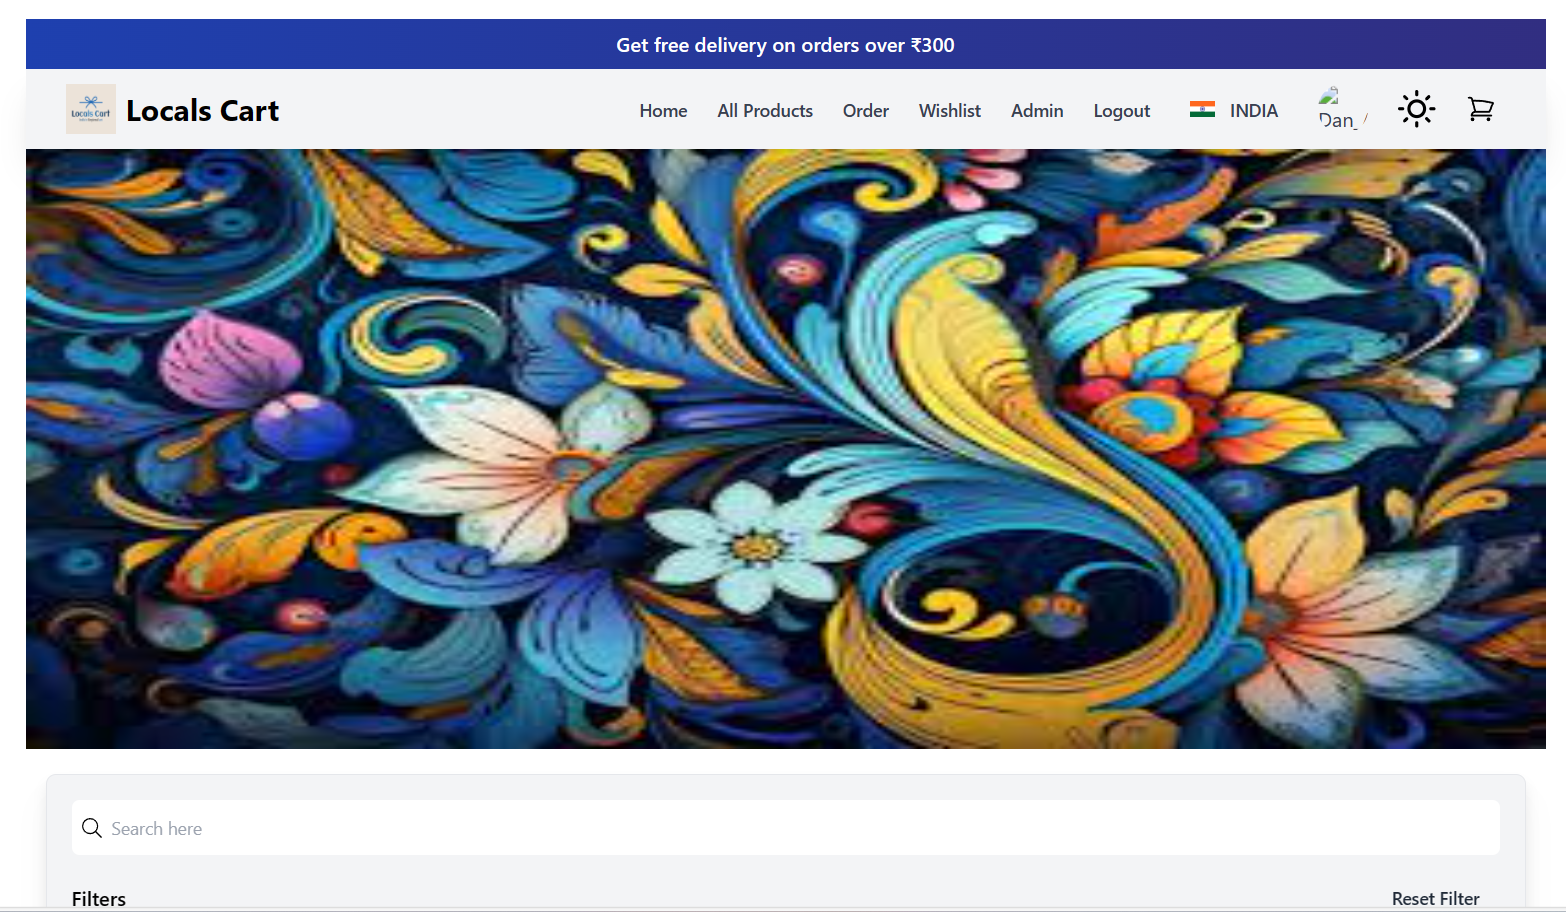 Get free delivery on orders over ₹300
Locals Cart
Locals Cart
Home
All Products
Order
Wishlist
Admin
Logout
INDIA
Search here
Filters
Reset Filter